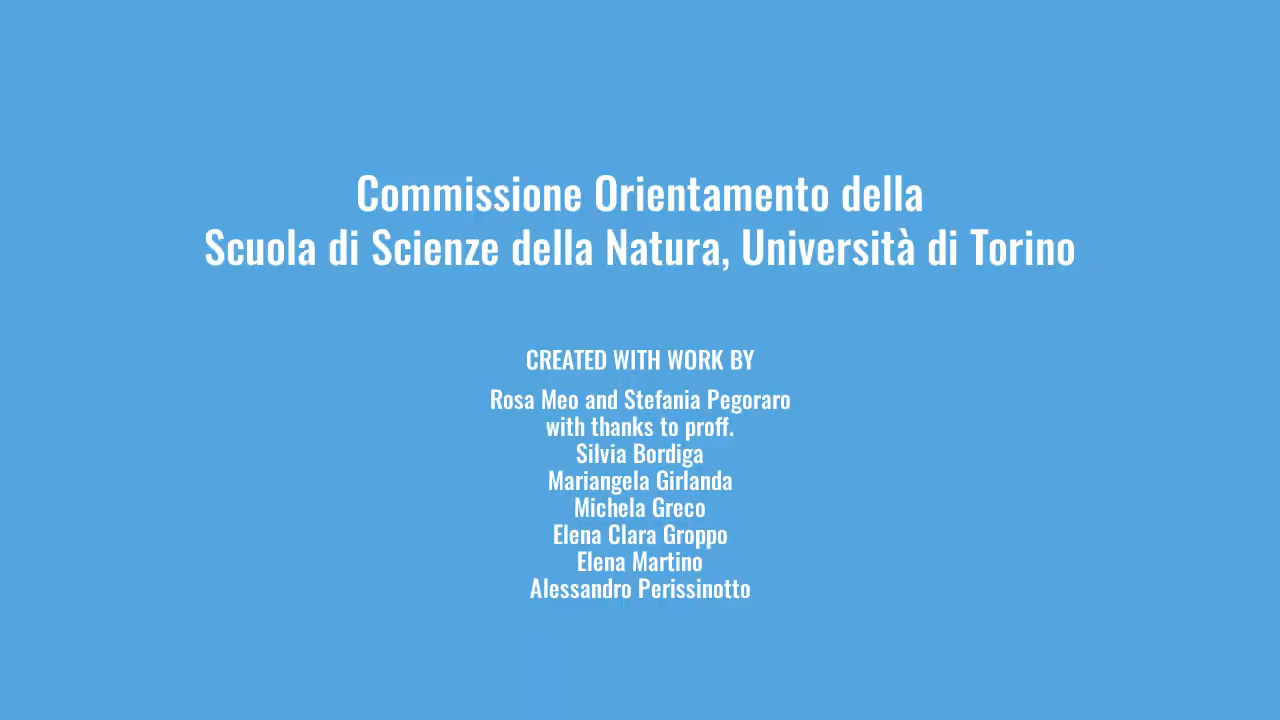 Commissione Orientamento della
Scuola di Scienze della Natura, Università di Torino
CREATED WITH WORK BY
Rosa Meo and Stefania Pegoraro
with thanks to proff.
Silvia Bordiga
Mariangela Girlanda
Michela Greco
Elena Clara Groppo
Elena Martino
Alessandro Perissinotto